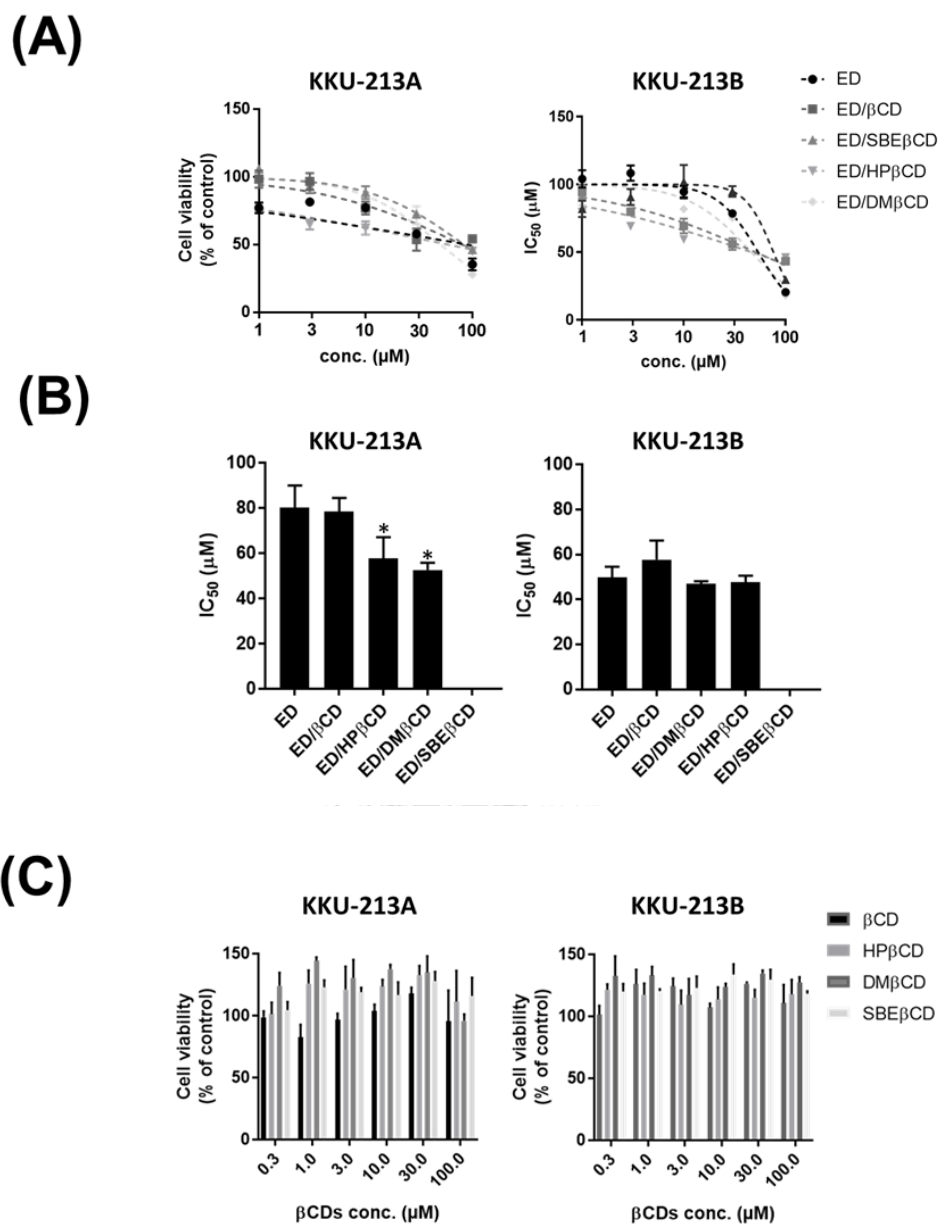 (A)
KKU-213A
KKU-213B
ED
ED/βCD
ED/SBEβCD
ED/HPβCD
ED/DMβCD
Cell viability
(% of control)
150
100
50
0
1 3 10 30 100
conc. (μM)
IC50 (μM)
150
100
50
0
1 3 10 30 100
conc. (μM)
(B)
KKU-213A
KKU-213B
IC50 (μM)
100
80
60
40
20
0
* *
ED ED/βCD ED/HPβCD ED/DMβCD ED/SBEβCD
IC50 (μM)
100
80
60
40
20
0
ED ED/βCD ED/DMβCD ED/HPβCD ED/SBEβCD
(C)
KKU-213A
KKU-213B
βCD
HPβCD
DMβCD
SBEβCD
Cell viability
(% of control)
150
100
50
0
0.3 1.0 3.0 10.0 30.0 100.0
βCDs conc. (μM)
Cell viability
(% of control)
150
100
50
0
0.3 1.0 3.0 10.0 30.0 100.0
βCDs conc. (μM)